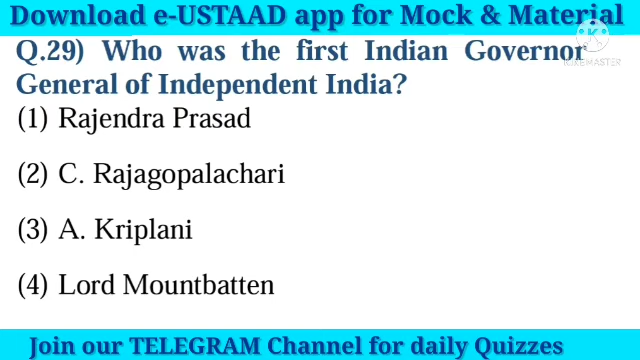 Download e-USTAAD app for Mock & Material
Q.29) Who was the first Indian Governor
General of Independent India?
(1) Rajendra Prasad
(2) C. Rajagopalachari
(3) A. Kriplani
(4) Lord Mountbatten
Join our TELEGRAM Channel for daily Quizzes
KINEMASTER